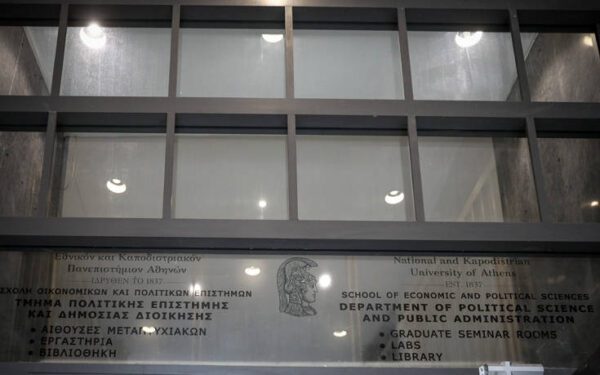 Εθνικόν και Καποδιστριακόν
Πανεπιστήμιον Αθηνών
ΙΔΡΥΘΕΝ ΤΟ 1837
ΣΧΟΛΗ ΟΙΚΟΝΟΜΙΚΩΝ ΚΑΙ ΠΟΛΙΤΙΚΩΝ ΕΠΙΣΤΗΜΩΝ
ΤΜΗΜΑ ΠΟΛΙΤΙΚΗΣ ΕΠΙΣΤΗΜΗΣ
ΚΑΙ ΔΗΜΟΣΙΑΣ ΔΙΟΙΚΗΣΗΣ
• ΑΙΘΟΥΣΕΣ ΜΕΤΑΠΤΥΧΙΑΚΩΝ
• ΕΡΓΑΣΤΗΡΙΑ
• ΒΙΒΛΙΟΘΗΚΗ
National and Kapodistrian
University of Athens
EST. 1837
SCHOOL OF ECONOMIC AND POLITICAL SCIENCES
DEPARTMENT OF POLITICAL SCIENCE
AND PUBLIC ADMINISTRATION
• GRADUATE SEMINAR ROOMS
• LABS
• LIBRARY